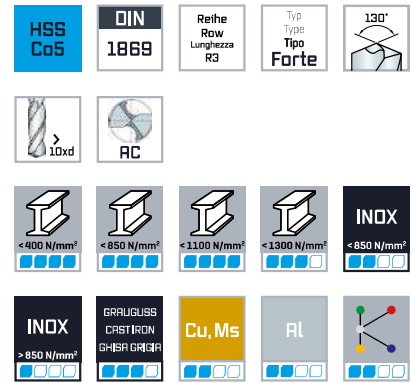 HSS
Co5
DIN
1869
Reihe
Row
Lunghezza
R3
Typ
Type
Tipo
Forte
130°
>
10xd
AC
<400 N/mm²
<850 N/mm²
<1100 N/mm²
<1300 N/mm²
INOX
<850 N/mm²
INOX
>850 N/mm²
GRAUGUSS
CAST IRON
GHISA GRIGIA
Cu, Ms
Al